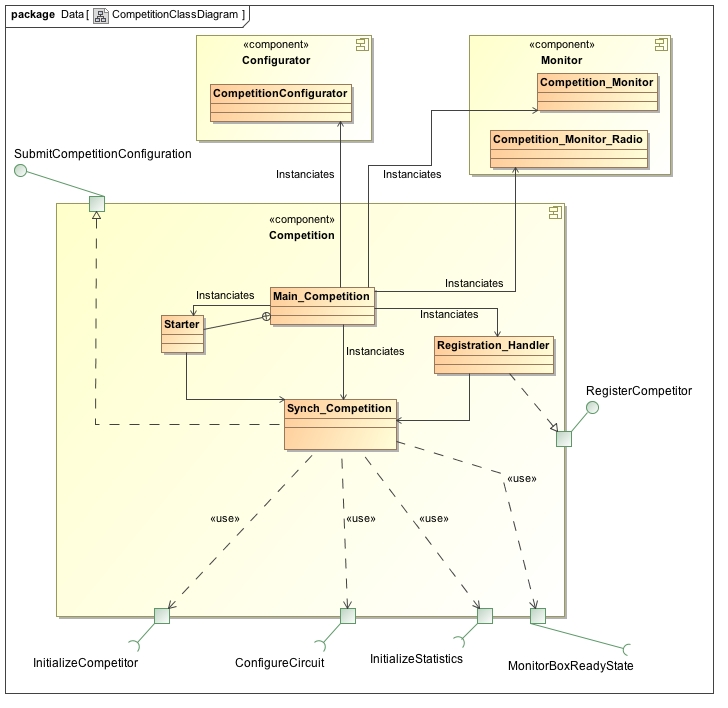 package Data [ CompetitionClassDiagram ]
«component»
Configurator
CompetitionConfigurator
«component»
Monitor
Competition_Monitor
Competition_Monitor_Radio
SubmitCompetitionConfiguration
Instanciates
Instanciates
«component»
Competition
Instanciates
Instanciates
Main_Competition
Instanciates
Starter
Instanciates
Registration_Handler
RegisterCompetitor
Synch_Competition
«use»
«use»
«use»
«use»
InitializeCompetitor
ConfigureCircuit
InitializeStatistics
MonitorBoxReadyState